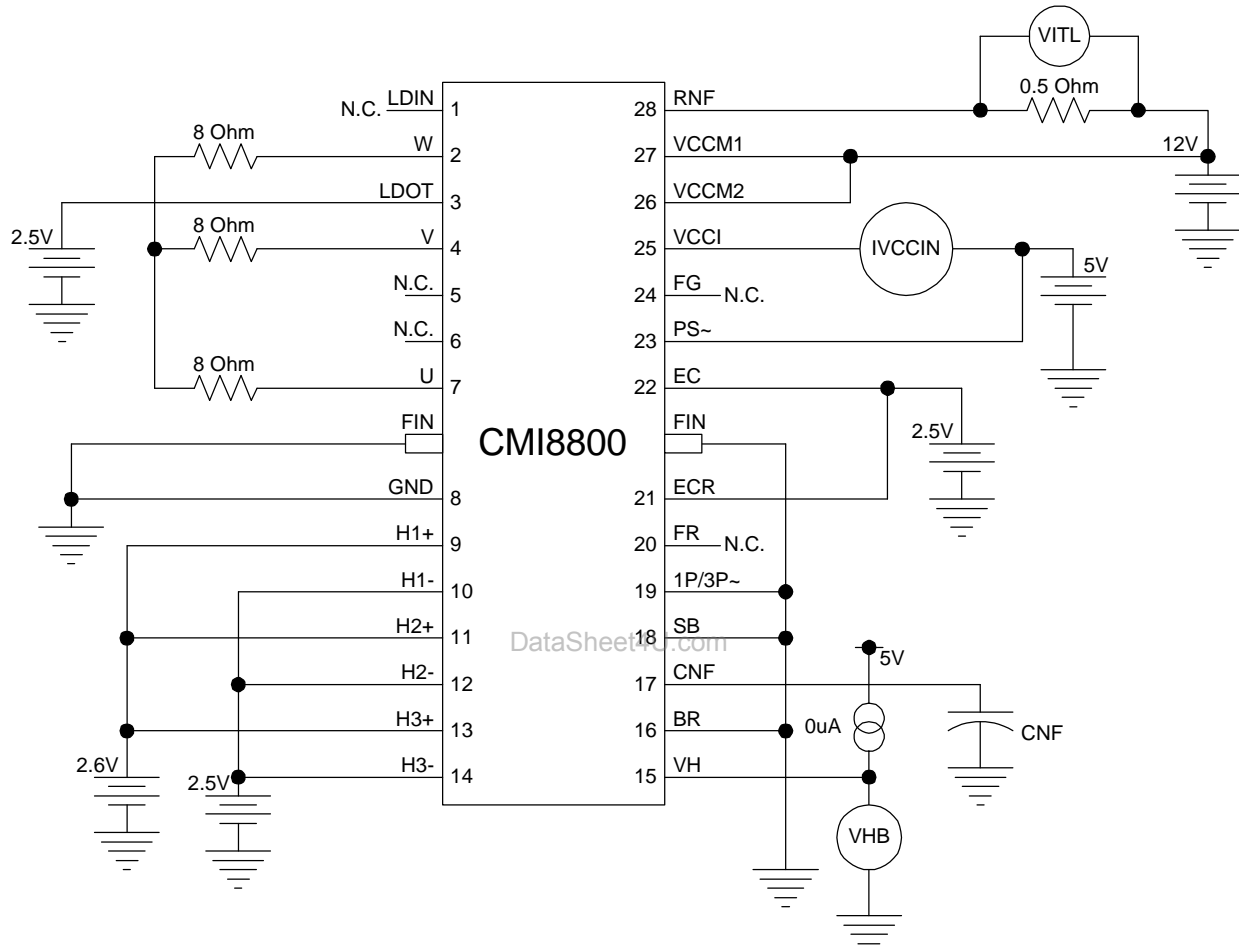 VITL
0.5 Ohm
12V
N.C.
LDIN
1
28
RNF
8 Ohm
W
2
27
VCCM1
LDOT
3
26
VCCM2
2.5V
8 Ohm
V
4
25
VCCI
IVCCIN
5V
N.C.
5
24
FG
N.C.
N.C.
6
23
PS~
8 Ohm
U
7
22
EC
2.5V
FIN
CMI8800
FIN
GND
8
21
ECR
H1+
9
20
FR
N.C.
H1-
10
19
1P/3P~
H2+
11
DataSheet4U.com
18
SB
5V
H2-
12
17
CNF
CNF
H3+
13
16
BR
0uA
2.6V
2.5V
H3-
14
15
VH
VHB